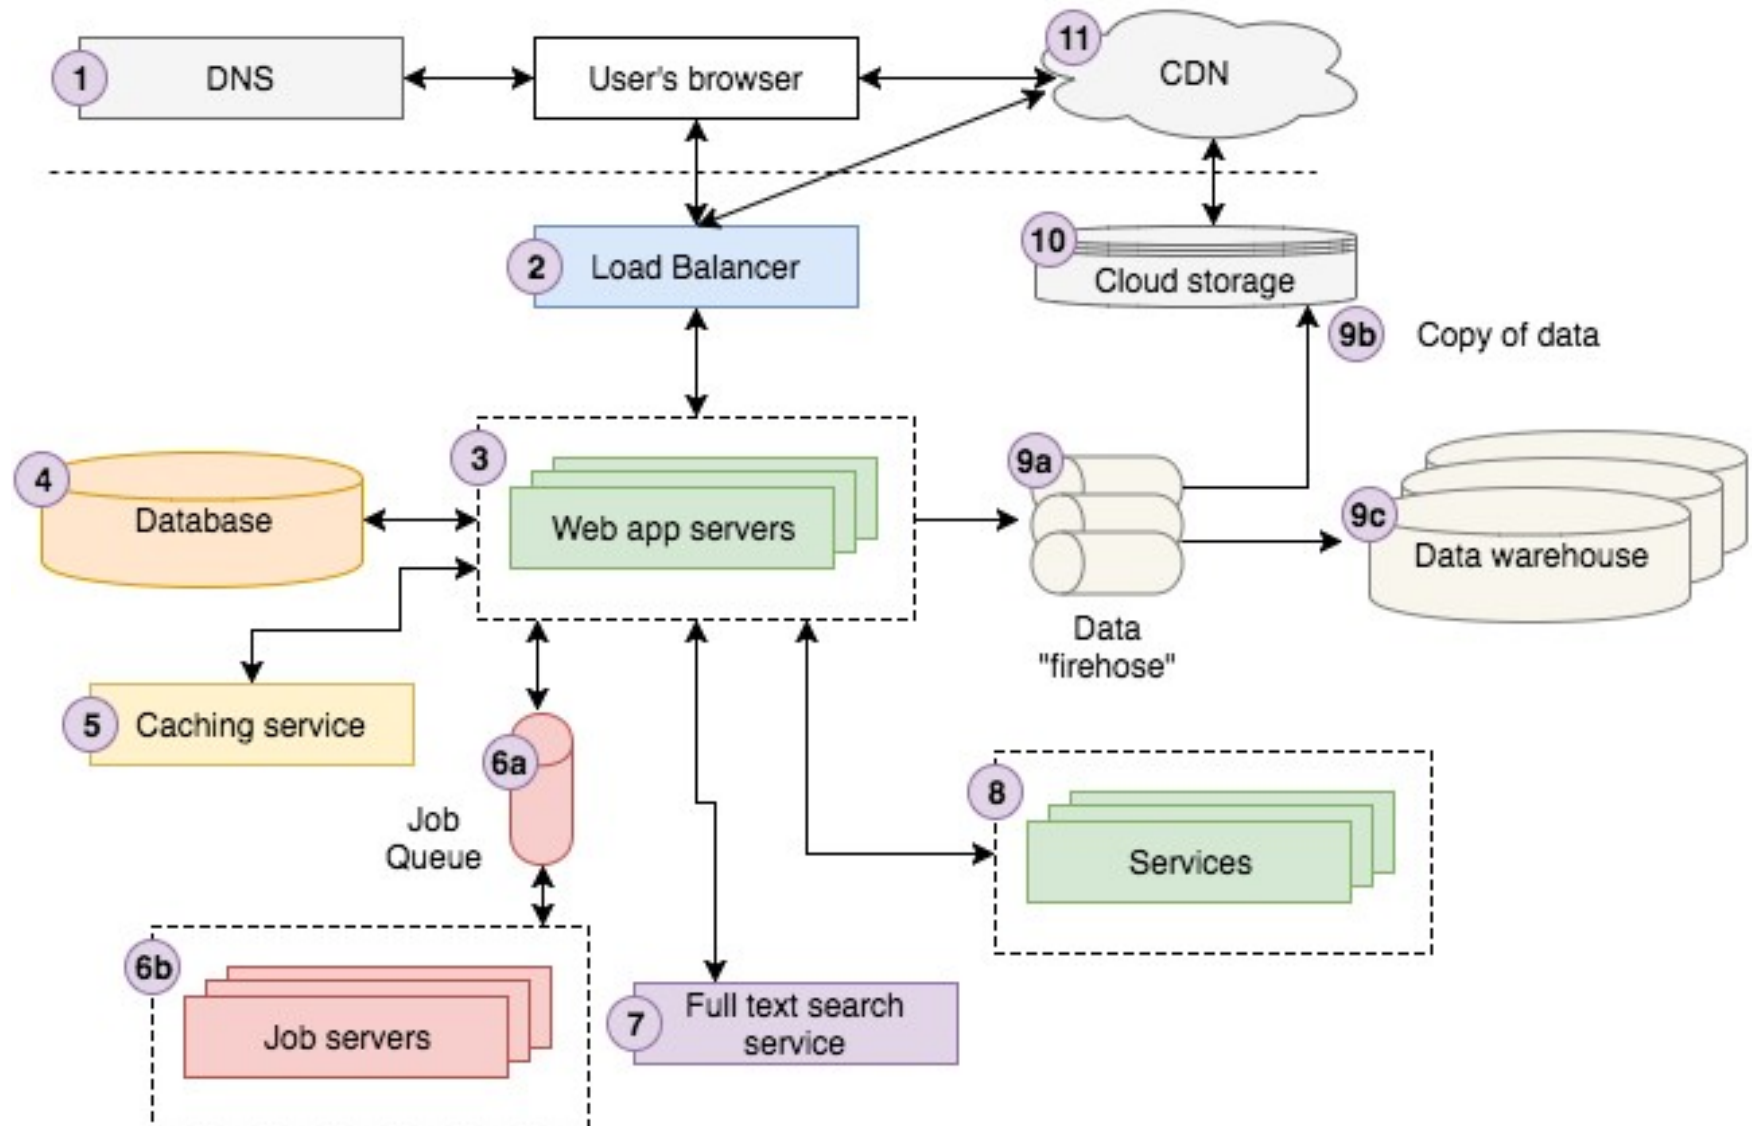 1
DNS
User's browser
11
CDN
2
Load Balancer
10
Cloud storage
9b
Copy of data
4
Database
3
Web app servers
9a
Data
"firehose"
9c
Data warehouse
5
Caching service
6a
Job
Queue
8
Services
6b
Job servers
7
Full text search
service